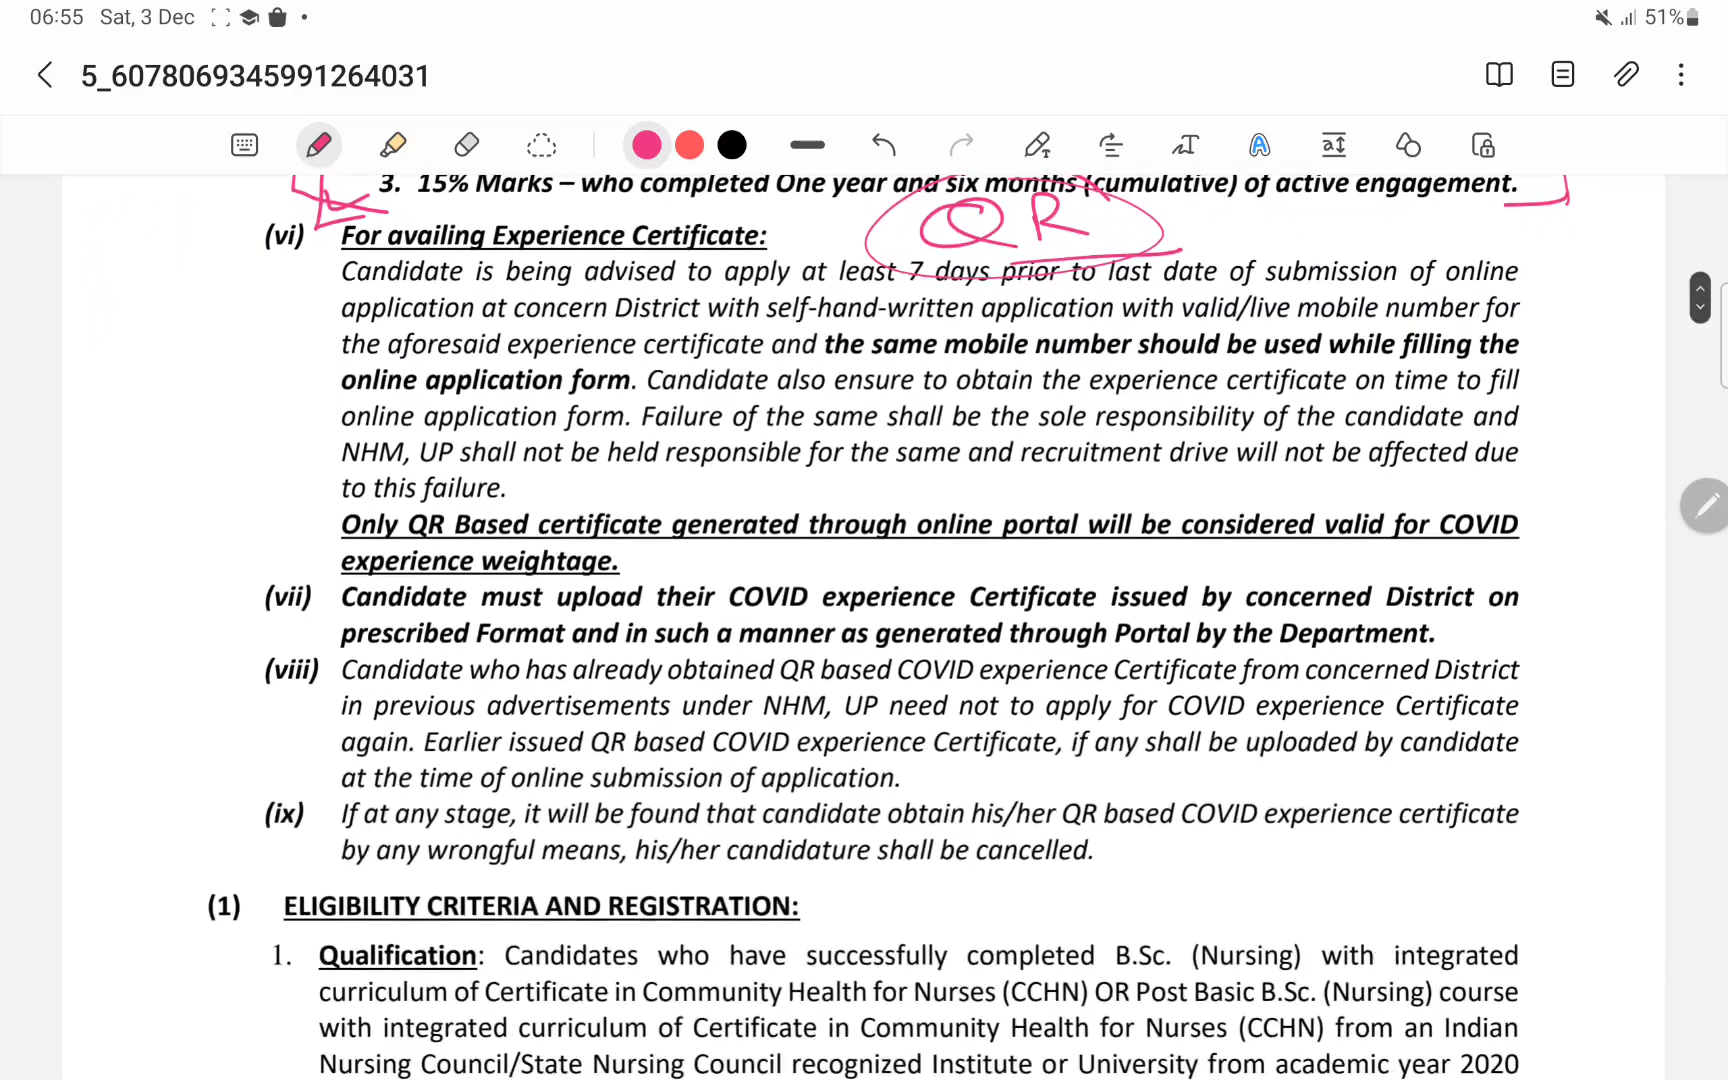 06:55 Sat, 3 Dec
51%
5_6078069345991264031
3. 15% Marks – who completed One year and six months (cumulative) of active engagement.
QR
(vi) For availing Experience Certificate:
Candidate is being advised to apply at least 7 days prior to last date of submission of online
application at concern District with self-hand-written application with valid/live mobile number for
the aforesaid experience certificate and the same mobile number should be used while filling the
online application form. Candidate also ensure to obtain the experience certificate on time to fill
online application form. Failure of the same shall be the sole responsibility of the candidate and
NHM, UP shall not be held responsible for the same and recruitment drive will not be affected due
to this failure.
Only QR Based certificate generated through online portal will be considered valid for COVID
experience weightage.
(vii) Candidate must upload their COVID experience Certificate issued by concerned District on
prescribed Format and in such a manner as generated through Portal by the Department.
(viii) Candidate who has already obtained QR based COVID experience Certificate from concerned District
in previous advertisements under NHM, UP need not to apply for COVID experience Certificate
again. Earlier issued QR based COVID experience Certificate, if any shall be uploaded by candidate
at the time of online submission of application.
(ix) If at any stage, it will be found that candidate obtain his/her QR based COVID experience certificate
by any wrongful means, his/her candidature shall be cancelled.
(1) ELIGIBILITY CRITERIA AND REGISTRATION:
1. Qualification: Candidates who have successfully completed B.Sc. (Nursing) with integrated
curriculum of Certificate in Community Health for Nurses (CCHN) OR Post Basic B.Sc. (Nursing) course
with integrated curriculum of Certificate in Community Health for Nurses (CCHN) from an Indian
Nursing Council/State Nursing Council recognized Institute or University from academic year 2020